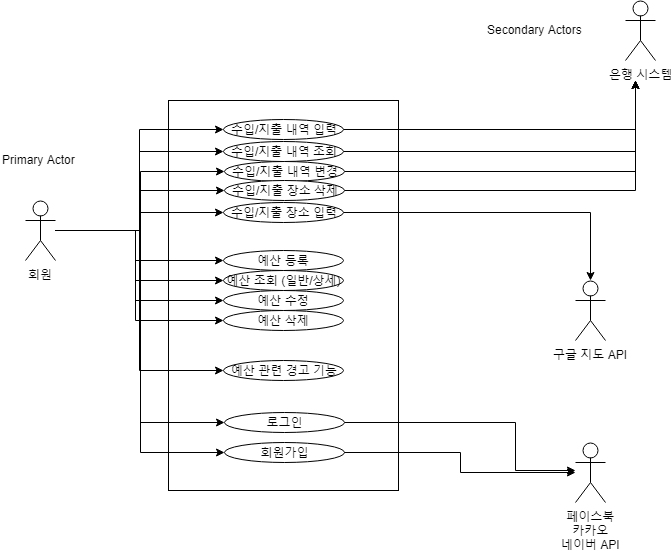 Secondary Actors
은행 시스템
수입/지출 내역 입력
수입/지출 내역 조회
Primary Actor
수입/지출 내역 변경
수입/지출 장소 삭제
수입/지출 장소 입력
회원
예산 등록
예산 조회 (일반/상세)
예산 수정
예산 삭제
구글 지도 API
예산 관련 경고 기능
로그인
회원가입
페이스북
카카오
네이버 API